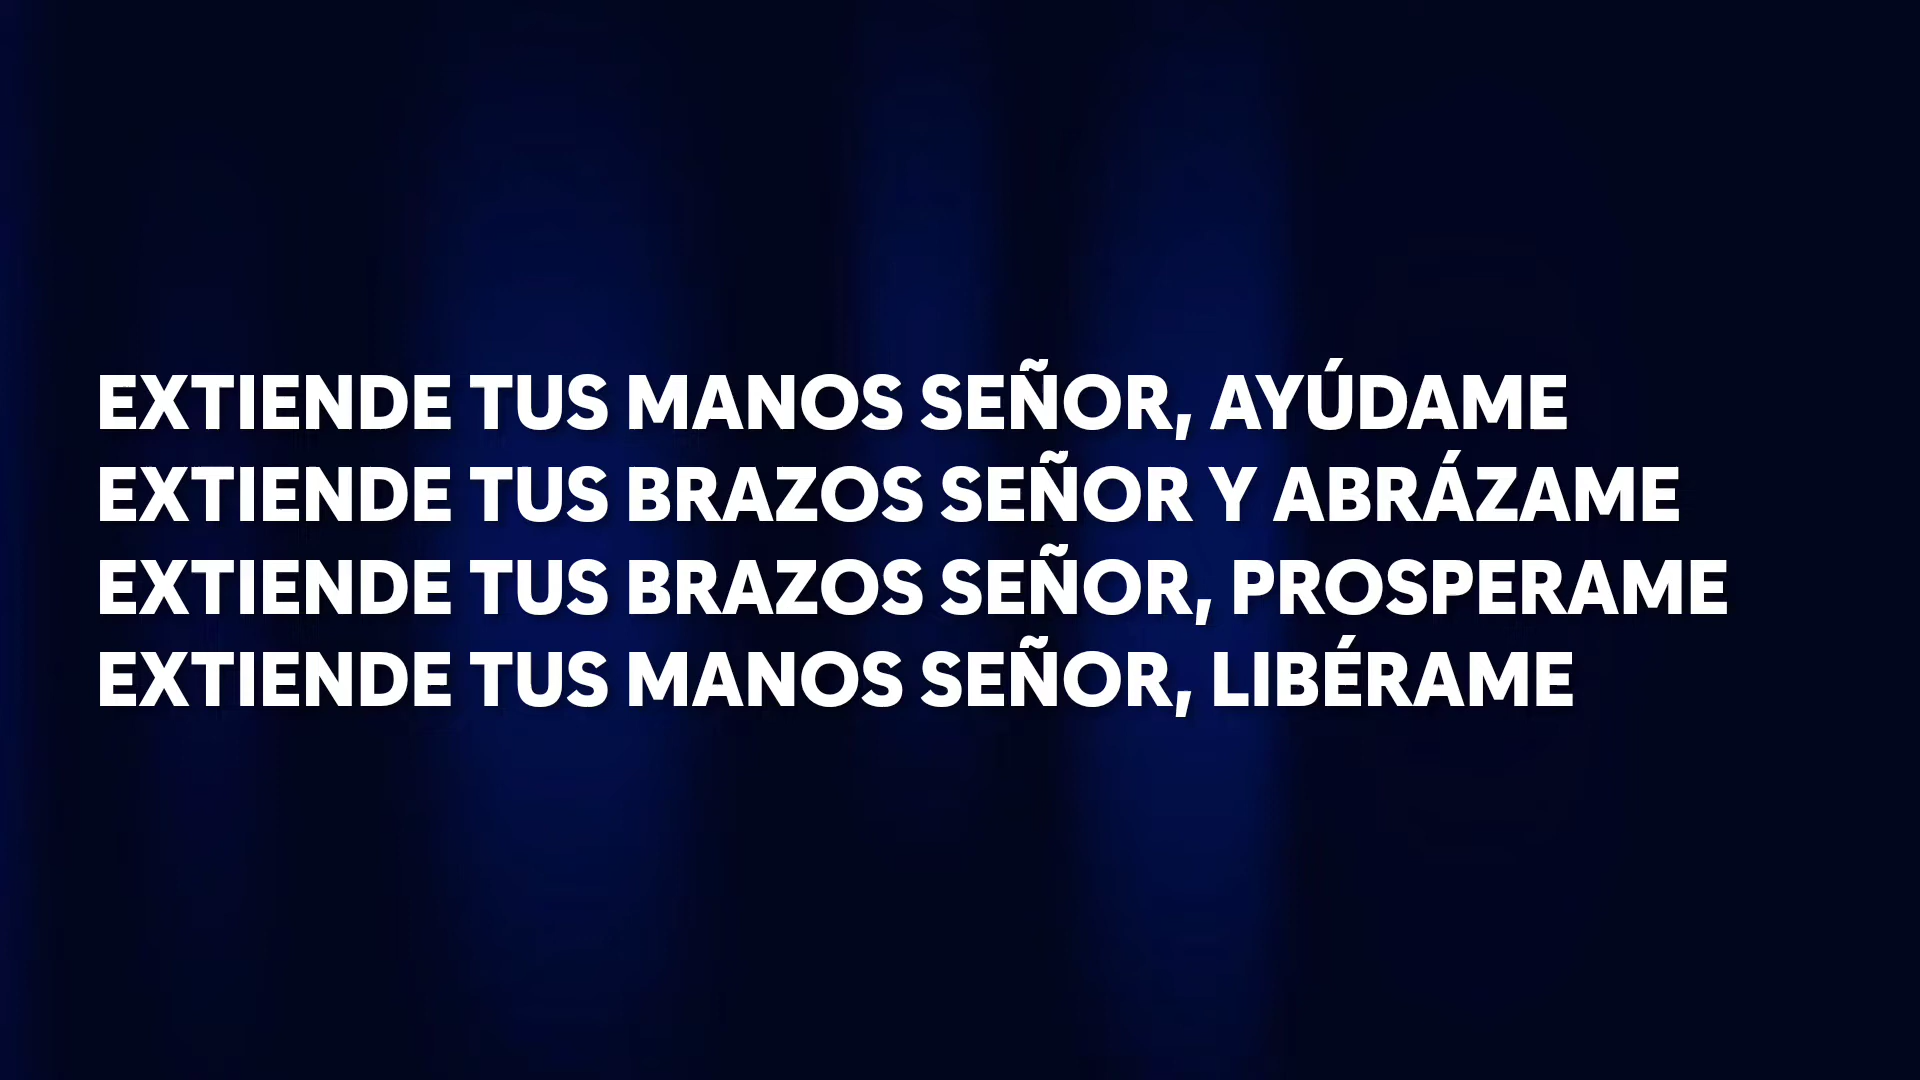 EXTIENDE TUS MANOS SEÑOR, AYÚDAME
EXTIENDE TUS BRAZOS SEÑOR Y ABRÁZAME
EXTIENDE TUS BRAZOS SEÑOR, PROSPERAME
EXTIENDE TUS MANOS SEÑOR, LIBÉRAME